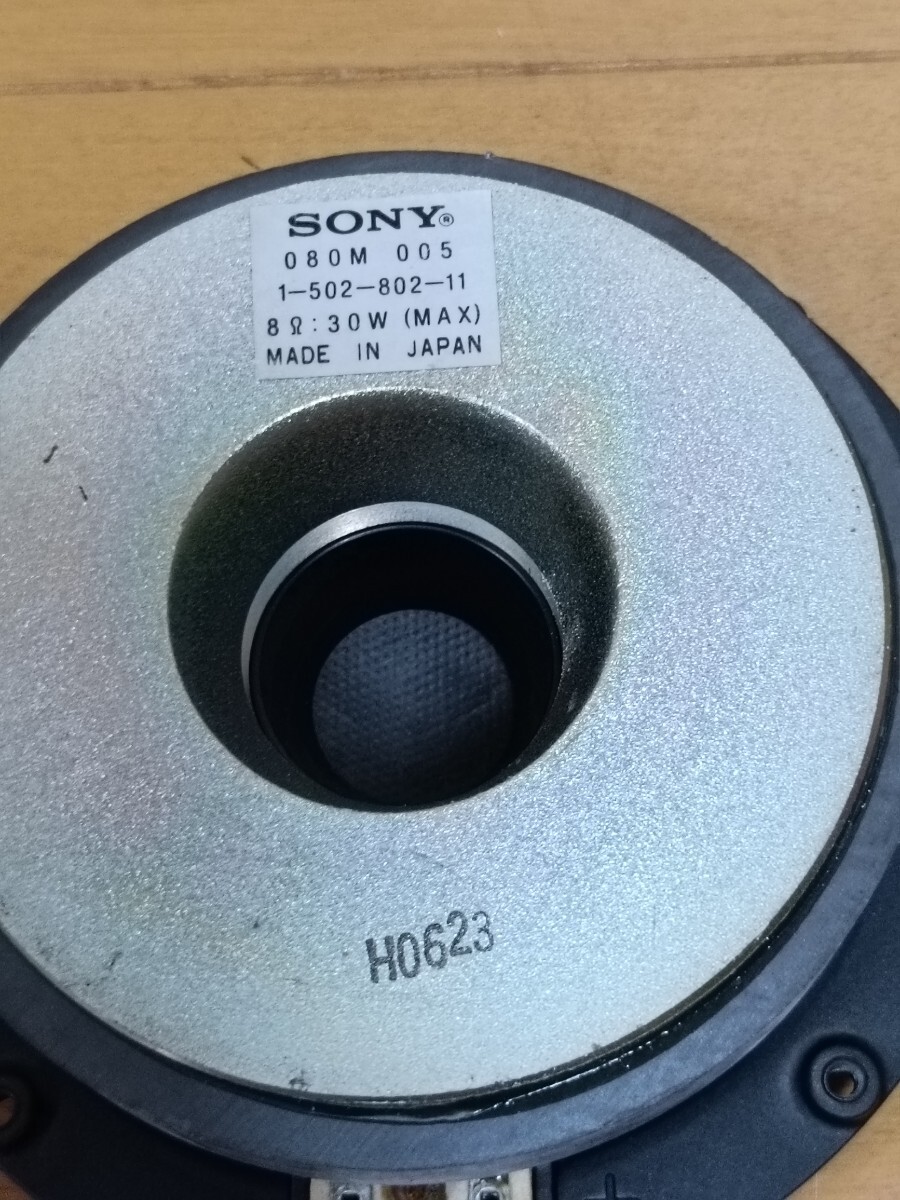 SONY®
080M 005
1-502-802-11
8Ω:30W (MAX)
MADE IN JAPAN
H0623
+